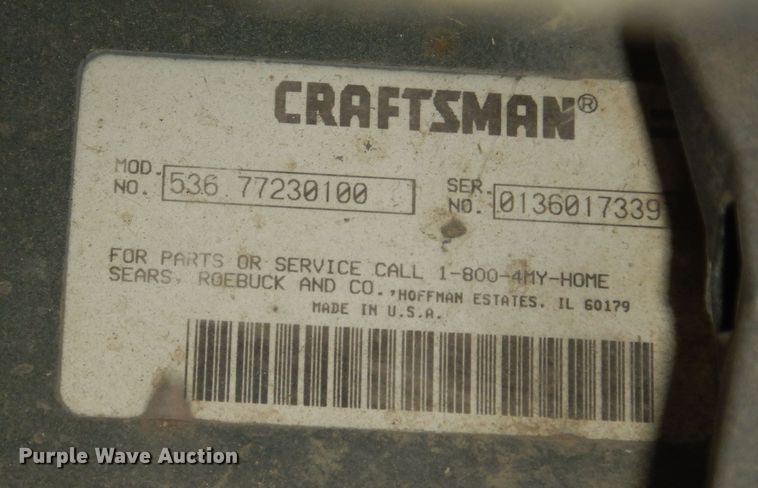 CRAFTSMAN®
MOD. NO. 536 77230100
SER. NO. 0136017339
FOR PARTS OR SERVICE CALL 1-800-4MY-HOME
SEARS, ROEBUCK AND CO., HOFFMAN ESTATES, IL 60179
MADE IN U.S.A.
Purple Wave Auction